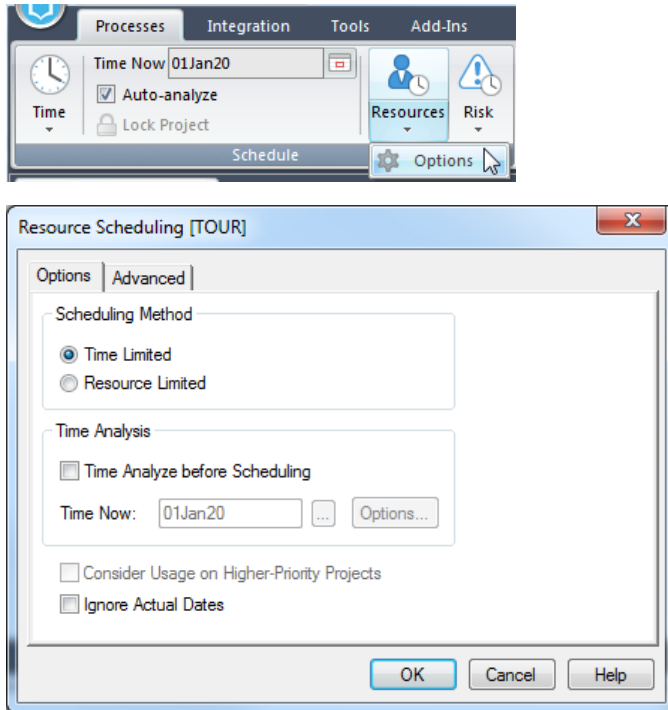 Processes Integration Tools Add-Ins
Time Now 01Jan20
Auto-analyze
Time Resources Risk
Lock Project
Schedule
Options
Resource Scheduling [TOUR]
Options Advanced
Scheduling Method
Time Limited
Resource Limited
Time Analysis
Time Analyze before Scheduling
Time Now: 01Jan20 ... Options...
Consider Usage on Higher-Priority Projects
Ignore Actual Dates
OK Cancel Help